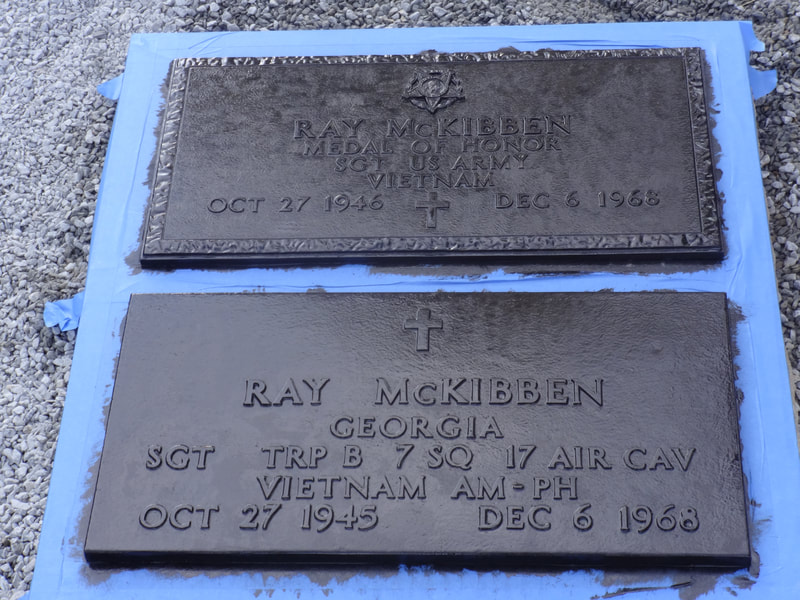 RAY McKIBBEN
MEDAL OF HONOR
SGT US ARMY
VIETNAM
OCT 27 1946 DEC 6 1968
RAY McKIBBEN
GEORGIA
SGT TRP B 7 SQ 17 AIR CAV
VIETNAM AM-PH
OCT 27 1945 DEC 6 1968